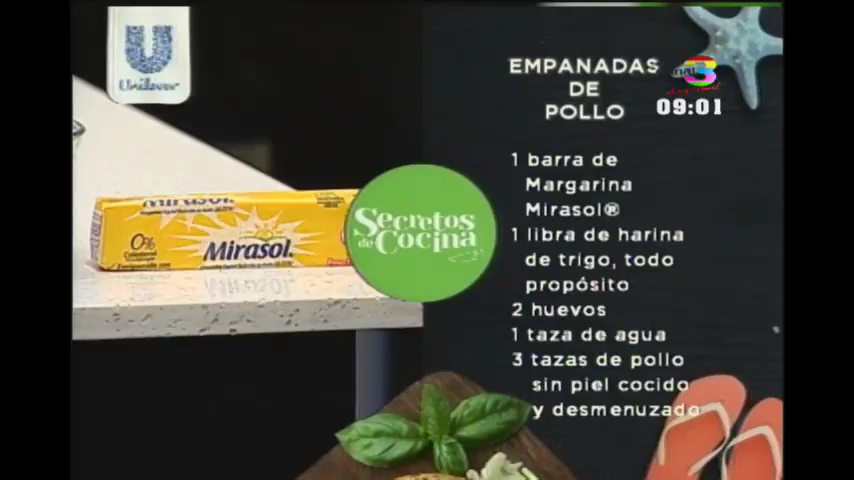 Unilever
EMPANADAS
DE
POLLO
3
09:01
1 barra de
Margarina
Mirasol®
1 libra de harina
de trigo, todo
propósito
2 huevos
1 taza de agua
3 tazas de pollo
sin piel cocido
y desmenuzado
Secretos
de Cocina
Mirasol
0%
Colesterol
Mirasol.